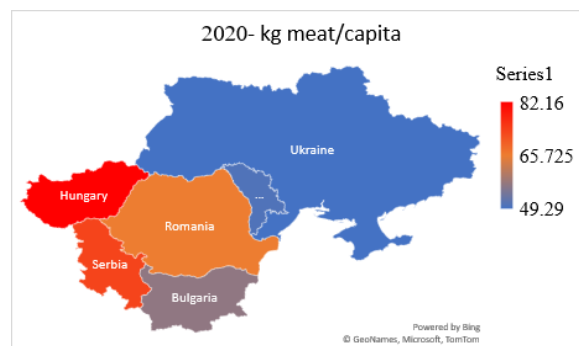 2020- kg meat/capita
Series1
82.16
65.725
49.29
Ukraine
...
Hungary
Romania
Serbia
Bulgaria
Powered by Bing
© GeoNames, Microsoft, TomTom